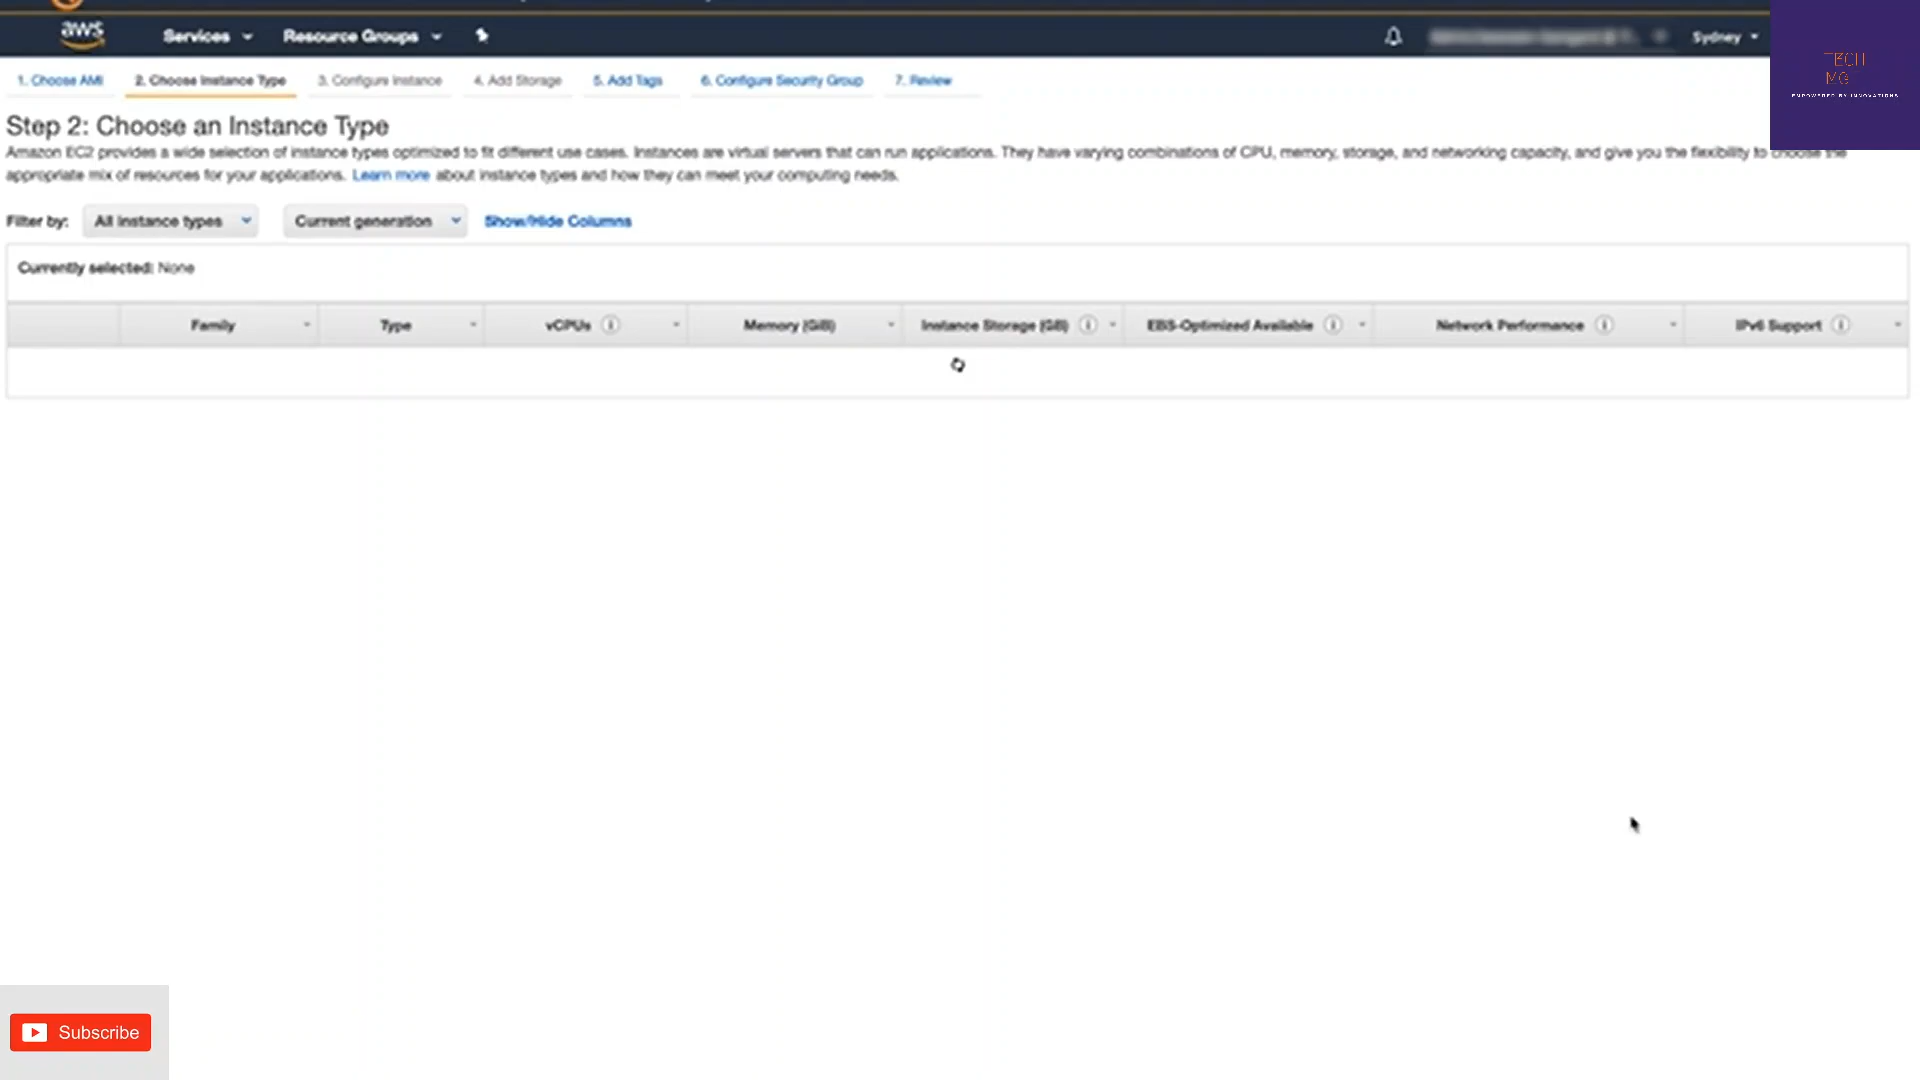 aws Services Resource Groups Sydney
TECH
MG
EMPOWERED BY INNOVATIONS
1. Choose AMI 2. Choose Instance Type 3. Configure Instance 4. Add Storage 5. Add Tags 6. Configure Security Group 7. Review
Step 2: Choose an Instance Type
Amazon EC2 provides a wide selection of instance types optimized to fit different use cases. Instances are virtual servers that can run applications. They have varying combinations of CPU, memory, storage, and networking capacity, and give you the flexibility to choose the
appropriate mix of resources for your applications. Learn more about instance types and how they can meet your computing needs.
Filter by: All instance types Current generation Show/Hide Columns
Currently selected: None
Family Type vCPUs Memory (GiB) Instance Storage (GB) EBS-Optimized Available Network Performance IPv6 Support
Subscribe